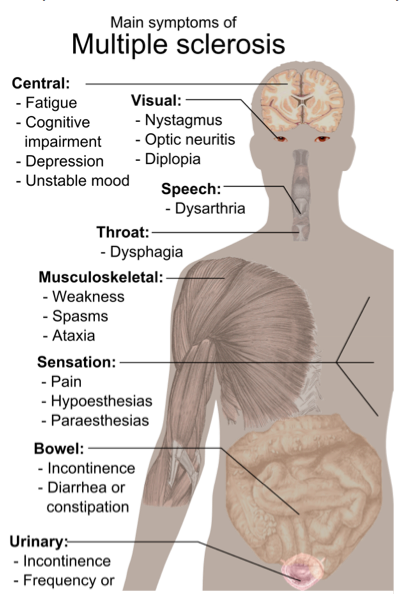 Main symptoms of
Multiple sclerosis
Central:
- Fatigue
- Cognitive
impairment
- Depression
- Unstable mood
Visual:
- Nystagmus
- Optic neuritis
- Diplopia
Speech:
- Dysarthria
Throat:
- Dysphagia
Musculoskeletal:
- Weakness
- Spasms
- Ataxia
Sensation:
- Pain
- Hypoesthesias
- Paraesthesias
Bowel:
- Incontinence
- Diarrhea or
constipation
Urinary:
- Incontinence
- Frequency or